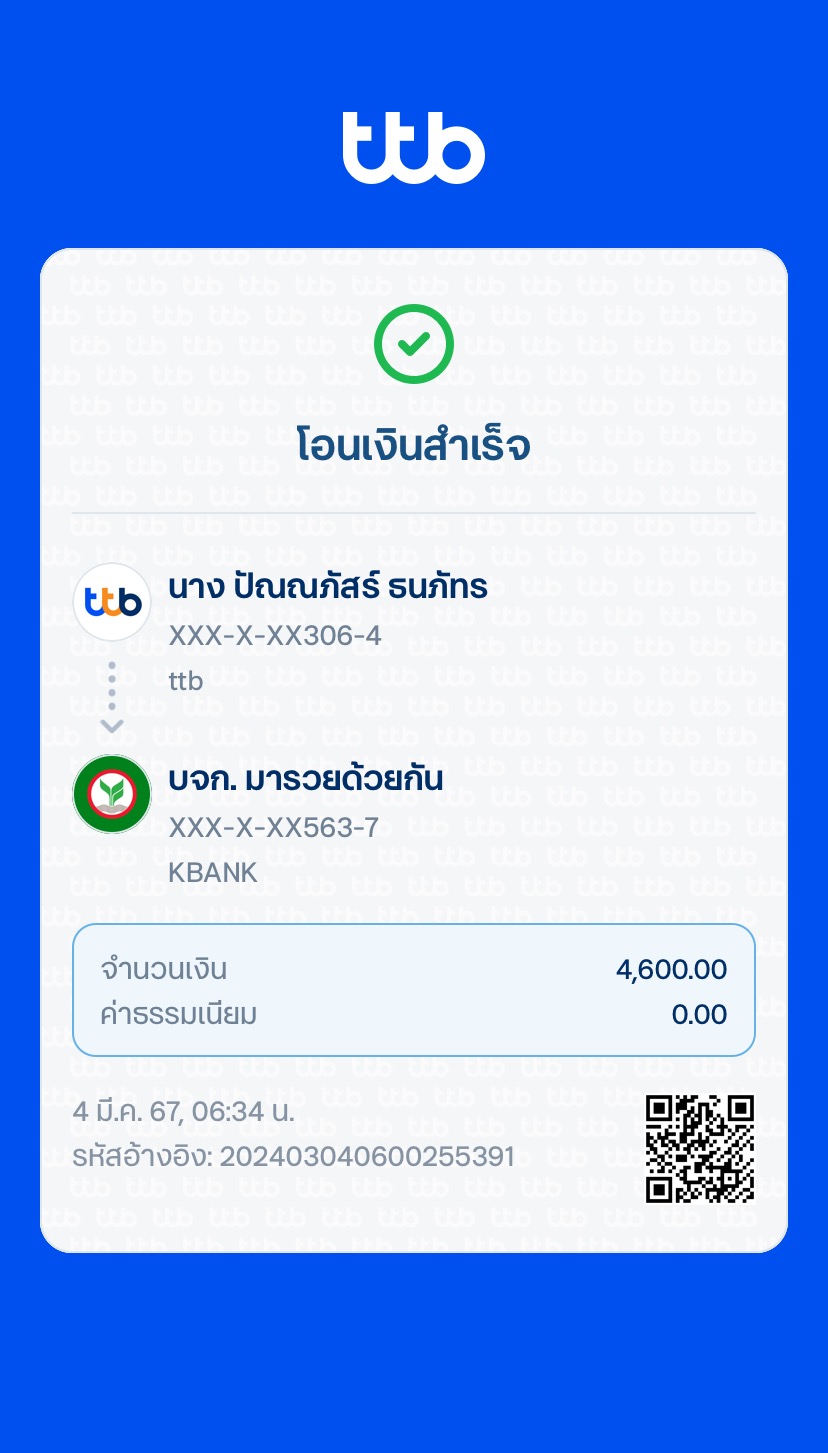 ttb
โอนเงินสำเร็จ
ttb
นาง ปัณณภัสร์ ธนภัทร
XXX-X-XX306-4
ttb
บจก. มารวยด้วยกัน
XXX-X-XX563-7
KBANK
จำนวนเงิน 4,600.00
ค่าธรรมเนียม 0.00
4 มี.ค. 67, 06:34 น.
รหัสอ้างอิง: 202403040600255391